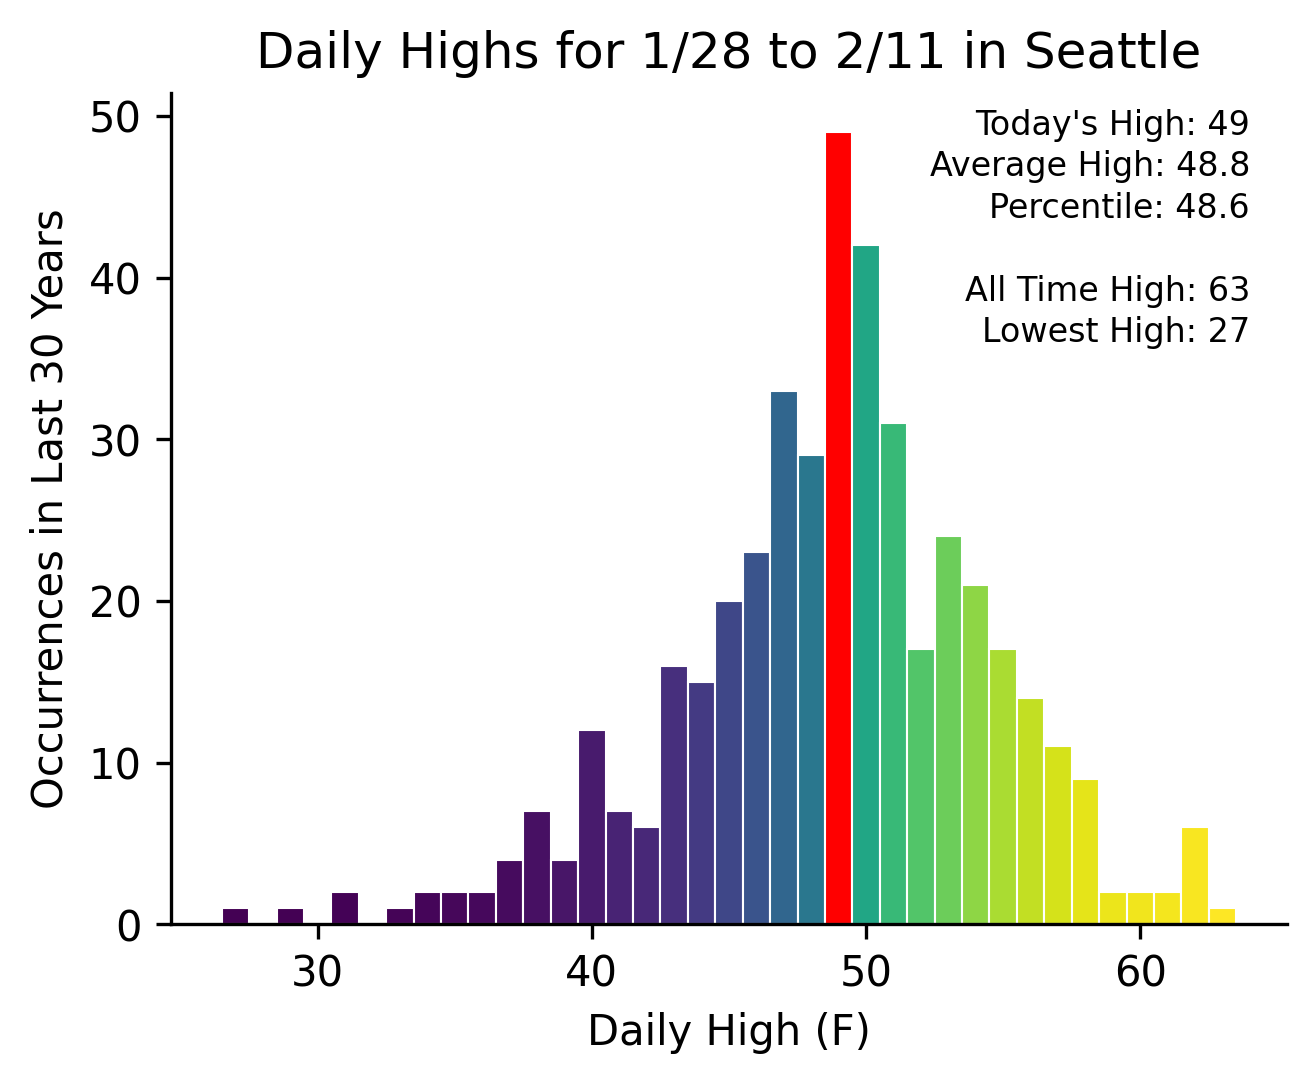 Daily Highs for 1/28 to 2/11 in Seattle
Today's High: 49
Average High: 48.8
Percentile: 48.6
All Time High: 63
Lowest High: 27
Occurrences in Last 30 Years
50
40
30
20
10
0
30 40 50 60
Daily High (F)